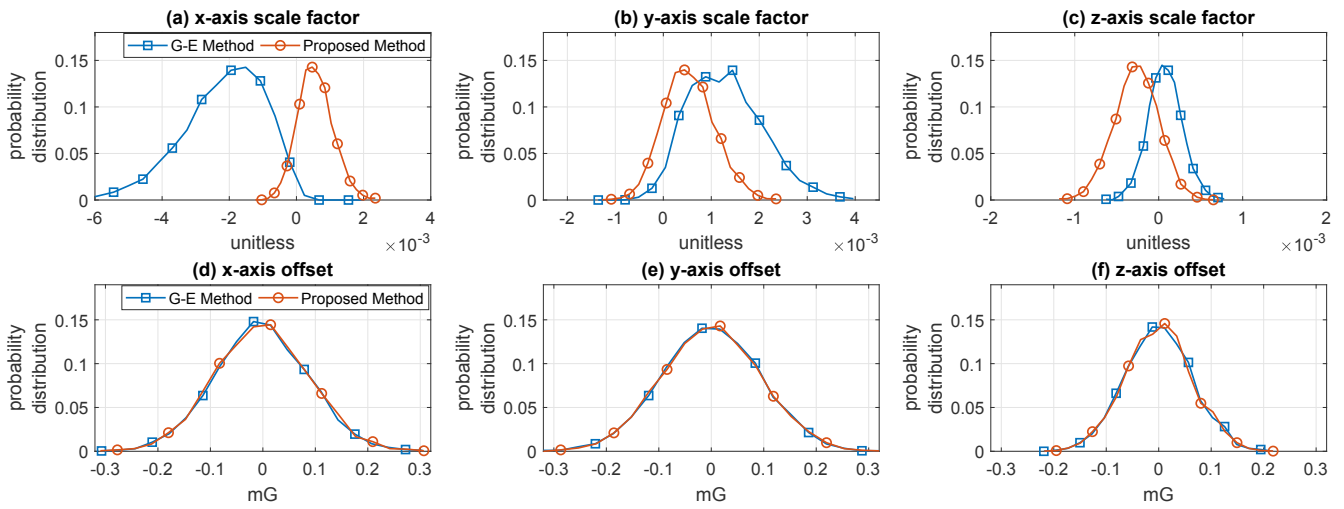 (a) x-axis scale factor
probability
distribution
0.15
0.1
0.05
0
G-E Method
Proposed Method
-6 -4 -2 0 2 4
unitless
×10⁻³
(b) y-axis scale factor
probability
distribution
0.15
0.1
0.05
0
-2 -1 0 1 2 3 4
unitless
×10⁻³
(c) z-axis scale factor
probability
distribution
0.15
0.1
0.05
0
-2 -1 0 1 2
unitless
×10⁻³
(d) x-axis offset
probability
distribution
0.15
0.1
0.05
0
G-E Method
Proposed Method
-0.3 -0.2 -0.1 0 0.1 0.2 0.3
mG
(e) y-axis offset
probability
distribution
0.15
0.1
0.05
0
-0.3 -0.2 -0.1 0 0.1 0.2 0.3
mG
(f) z-axis offset
probability
distribution
0.15
0.1
0.05
0
-0.3 -0.2 -0.1 0 0.1 0.2 0.3
mG